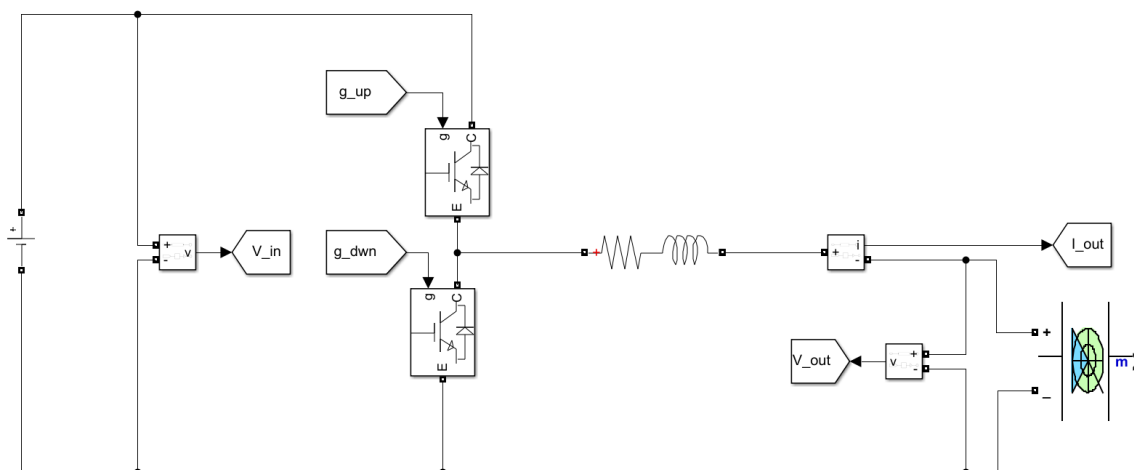 g_up
g
C
E
+
+
v
-
V_in
g_dwn
g
C
E
+
+
i
-
I_out
V_out
v
+
-
+
_
m